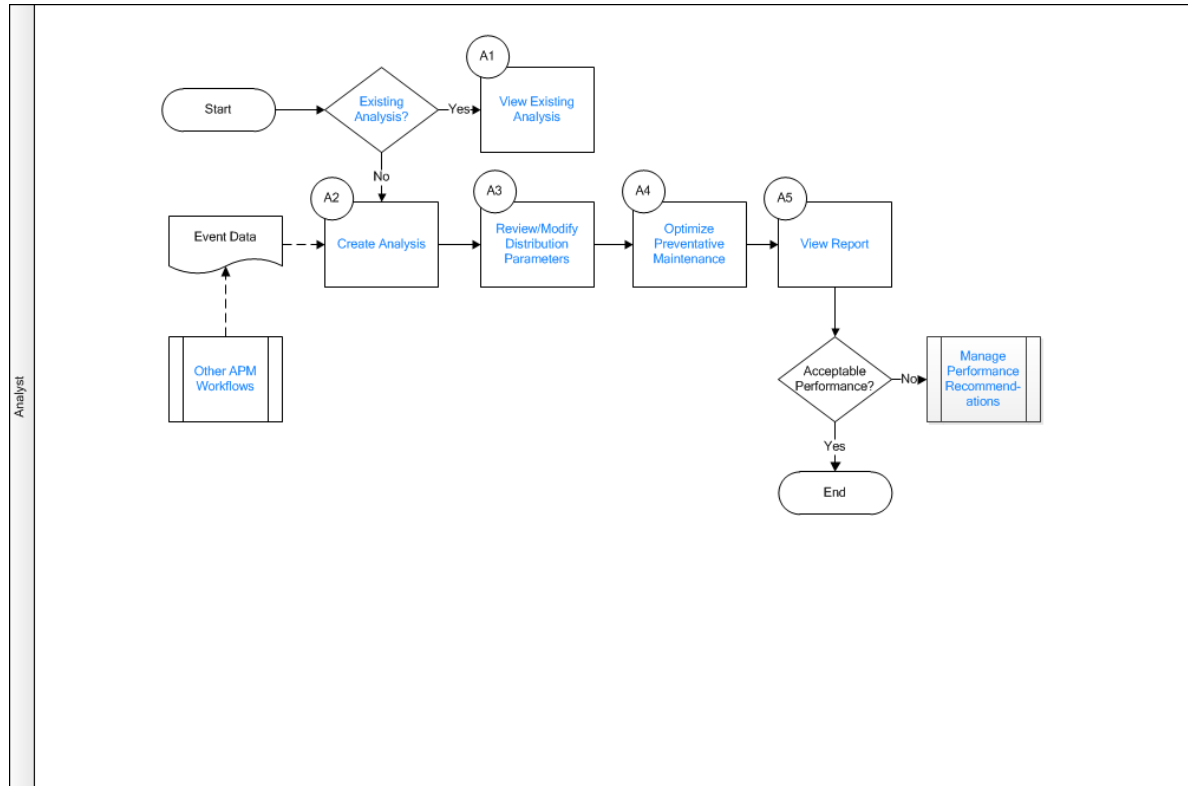 Analyst
A1
Start
Existing
Analysis?
Yes
View Existing
Analysis
No
A2
A3
A4
A5
Event Data
Create Analysis
Review/Modify
Distribution
Parameters
Optimize
Preventative
Maintenance
View Report
Other APM
Workflows
Acceptable
Performance?
No
Manage
Performance
Recommend-
ations
Yes
End